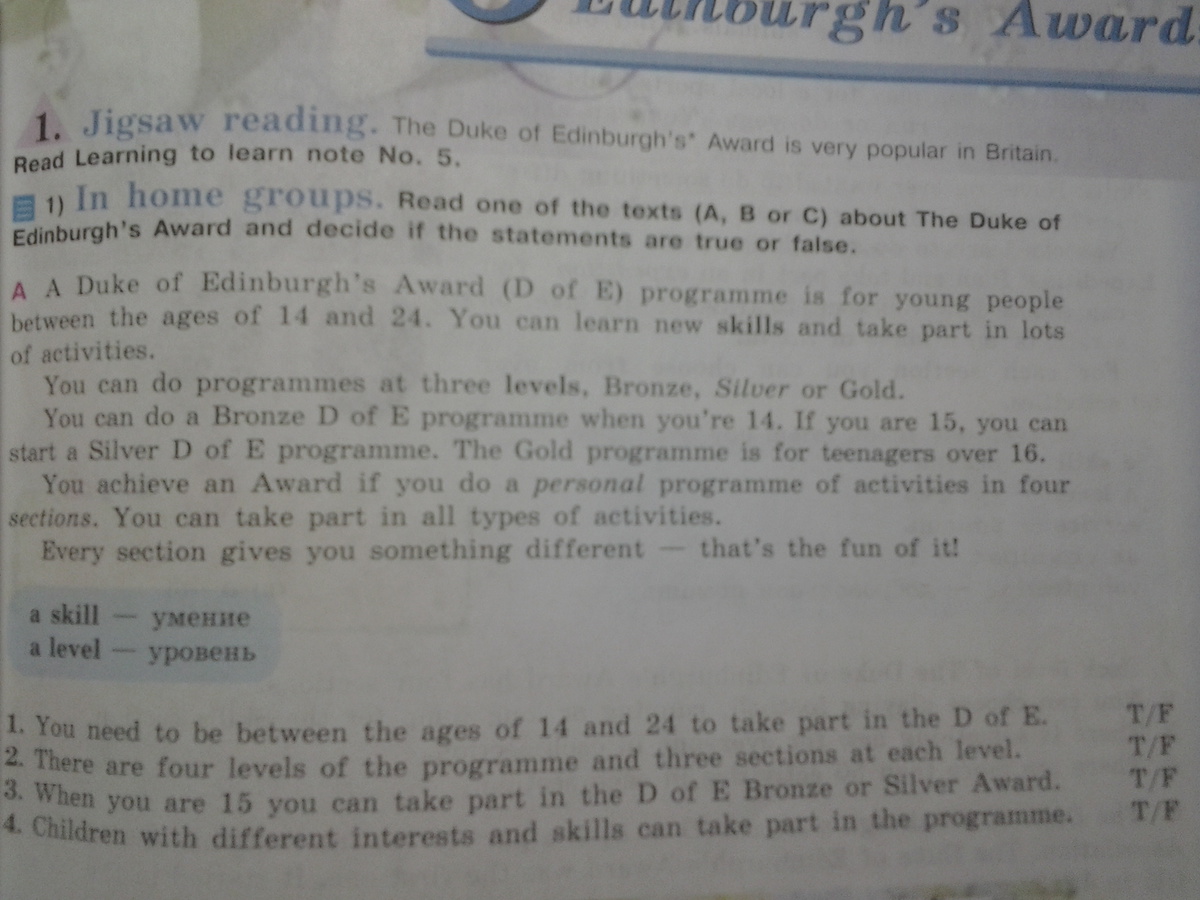 Edinburgh's Award
1. Jigsaw reading. The Duke of Edinburgh's* Award is very popular in Britain.
Read Learning to learn note No. 5.
1) In home groups. Read one of the texts (A, B or C) about The Duke of
Edinburgh's Award and decide if the statements are true or false.
A A Duke of Edinburgh's Award (D of E) programme is for young people
between the ages of 14 and 24. You can learn new skills and take part in lots
of activities.
You can do programmes at three levels, Bronze, Silver or Gold.
You can do a Bronze D of E programme when you're 14. If you are 15, you can
start a Silver D of E programme. The Gold programme is for teenagers over 16.
You achieve an Award if you do a personal programme of activities in four
sections. You can take part in all types of activities.
Every section gives you something different — that's the fun of it!
a skill — умение
a level — уровень
1. You need to be between the ages of 14 and 24 to take part in the D of E. T/F
2. There are four levels of the programme and three sections at each level. T/F
3. When you are 15 you can take part in the D of E Bronze or Silver Award. T/F
4. Children with different interests and skills can take part in the programme. T/F